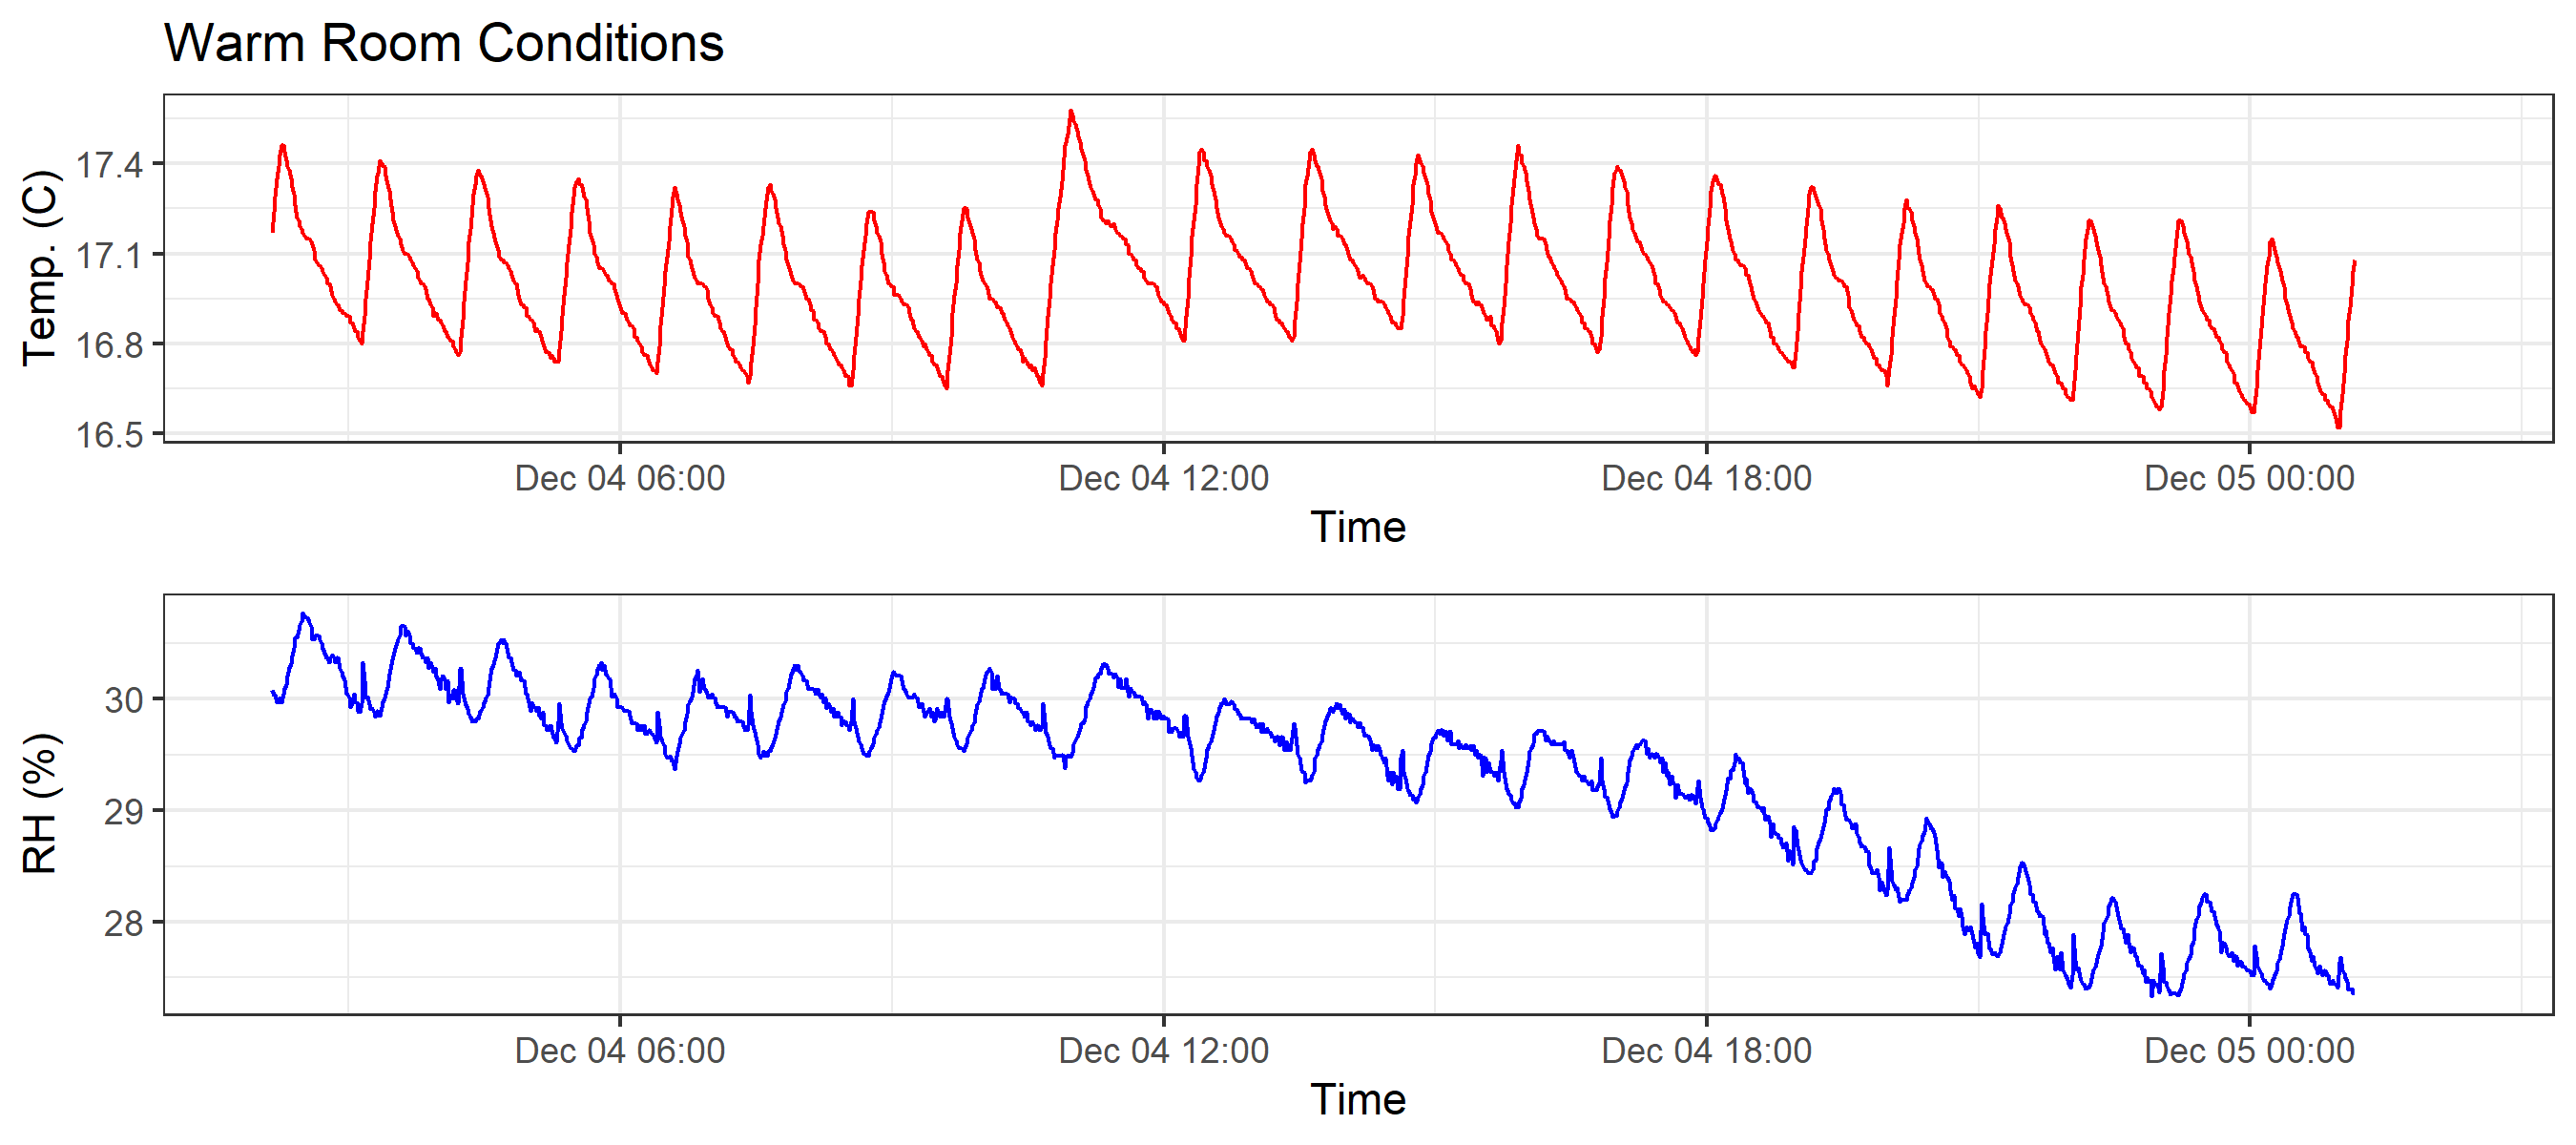 Warm Room Conditions
Temp. (C)
17.4
17.1
16.8
16.5
Dec 04 06:00 Dec 04 12:00 Dec 04 18:00 Dec 05 00:00
Time
RH (%)
30
29
28
Dec 04 06:00 Dec 04 12:00 Dec 04 18:00 Dec 05 00:00
Time